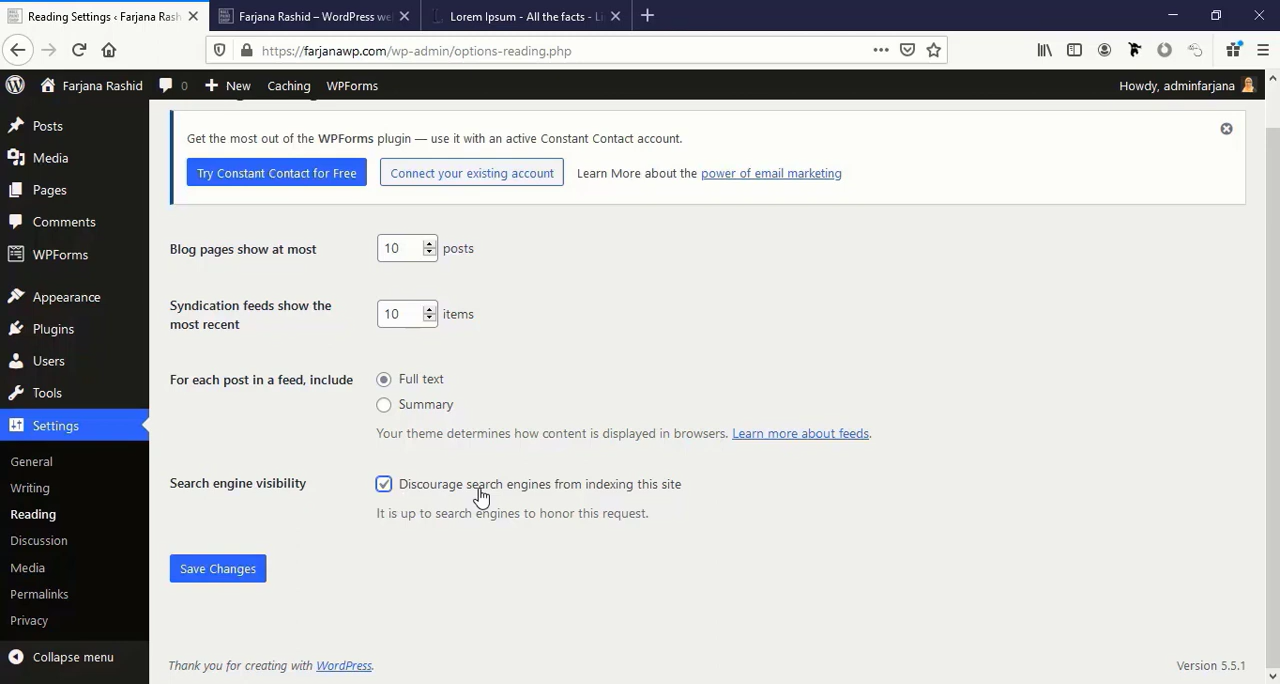 Reading Settings ‹ Farjana Rash
Farjana Rashid – WordPress we
Lorem Ipsum - All the facts - Li
https://farjanawp.com/wp-admin/options-reading.php
Farjana Rashid
0
New
Caching
WPForms
Howdy, adminfarjana
Posts
Media
Pages
Comments
WPForms
Appearance
Plugins
Users
Tools
Settings
General
Writing
Reading
Discussion
Media
Permalinks
Privacy
Collapse menu
Get the most out of the WPForms plugin — use it with an active Constant Contact account.
Try Constant Contact for Free
Connect your existing account
Learn More about the power of email marketing
Blog pages show at most
10
posts
Syndication feeds show the
most recent
10
items
For each post in a feed, include
Full text
Summary
Your theme determines how content is displayed in browsers. Learn more about feeds.
Search engine visibility
Discourage search engines from indexing this site
It is up to search engines to honor this request.
Save Changes
Thank you for creating with WordPress.
Version 5.5.1